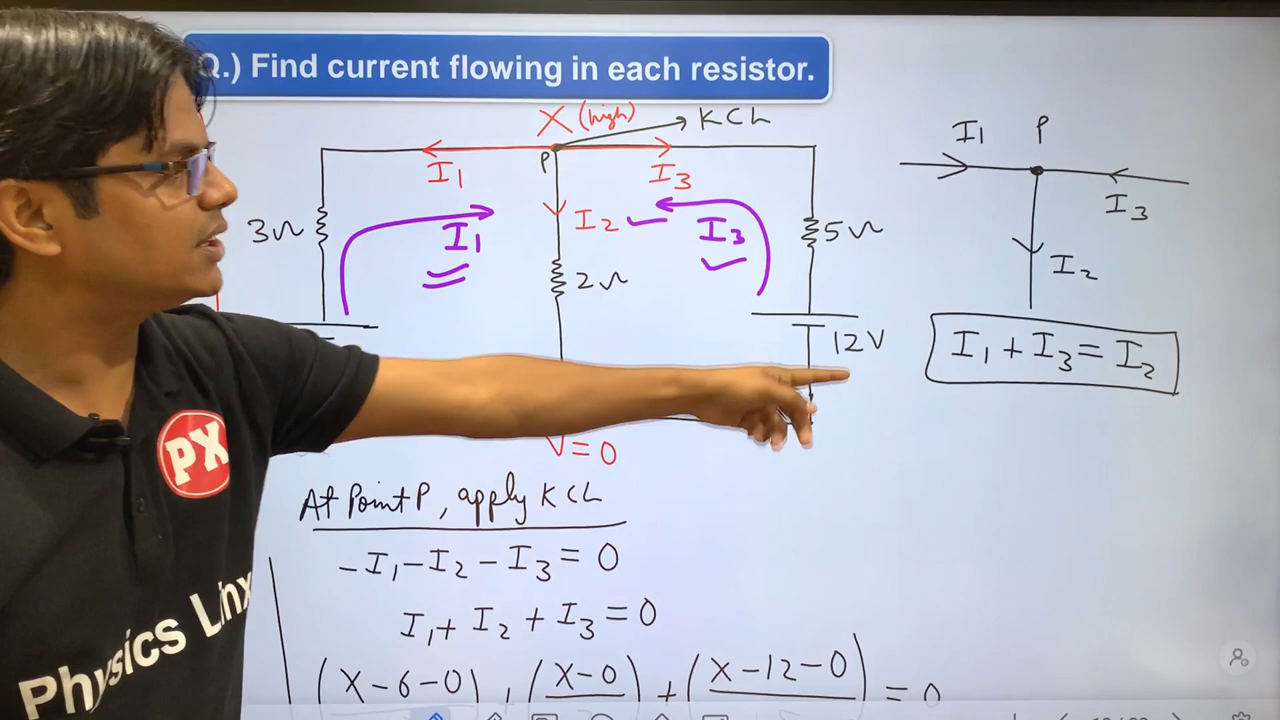 Q.) Find current flowing in each resistor.
X (high)
KCL
P
I₁
I₃
3Ω
I₂
I₁
I₃
5Ω
2Ω
12V
V=0
I₁ P
I₃
I₂
I₁ + I₃ = I₂
PX
Physics Linx
At Point P, apply KCL
-I₁-I₂-I₃=0
I₁+I₂+I₃=0
(X-6-0) + (X-0) + (X-12-0) = 0